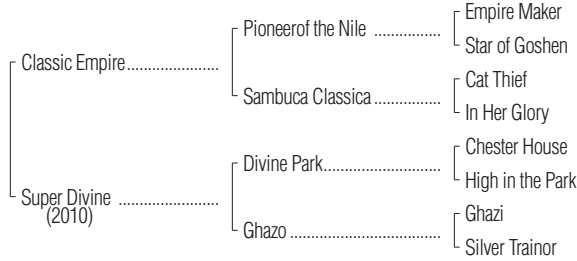 Empire Maker
Pioneerof the Nile ................
Star of Goshen
Classic Empire......................
Cat Thief
Sambuca Classica ................
In Her Glory
Chester House
Divine Park............................
High in the Park
Super Divine ........................
(2010)
Ghazi
Ghazo ....................................
Silver Trainor